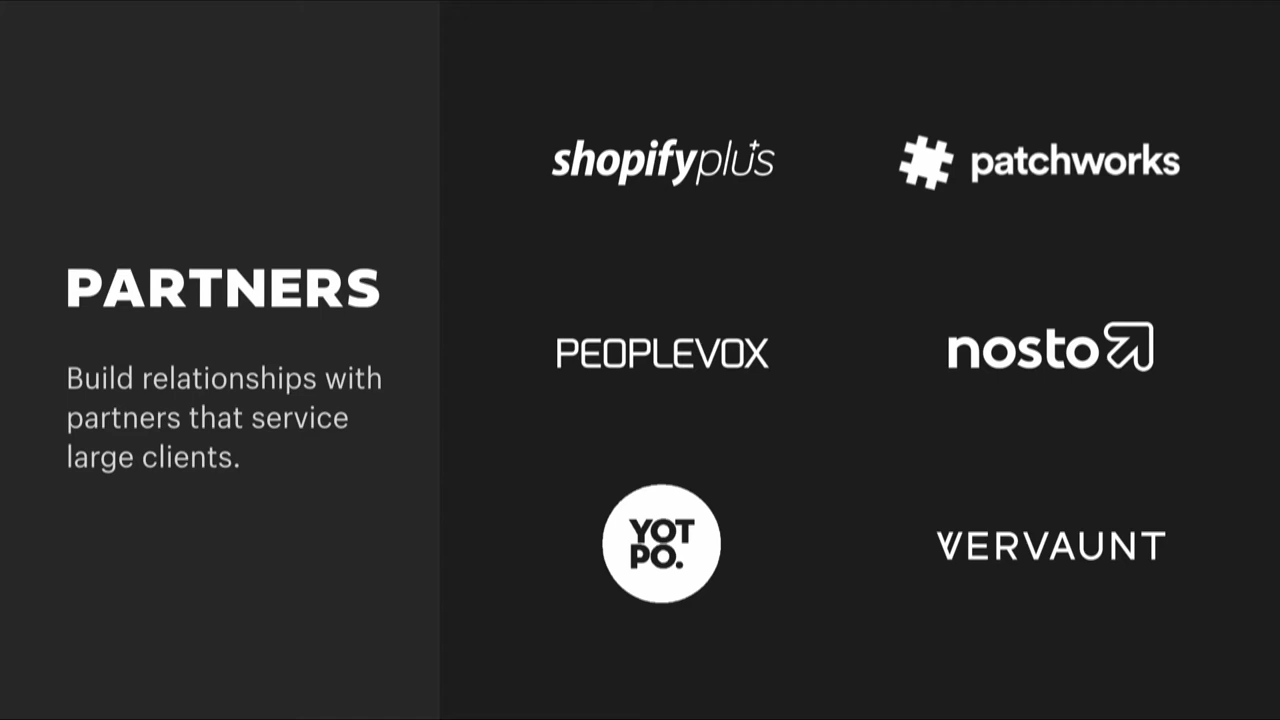 PARTNERS
Build relationships with
partners that service
large clients.
shopifyplus
patchworks
PEOPLEVOX
nosto
YOT
PO.
VERVAUNT